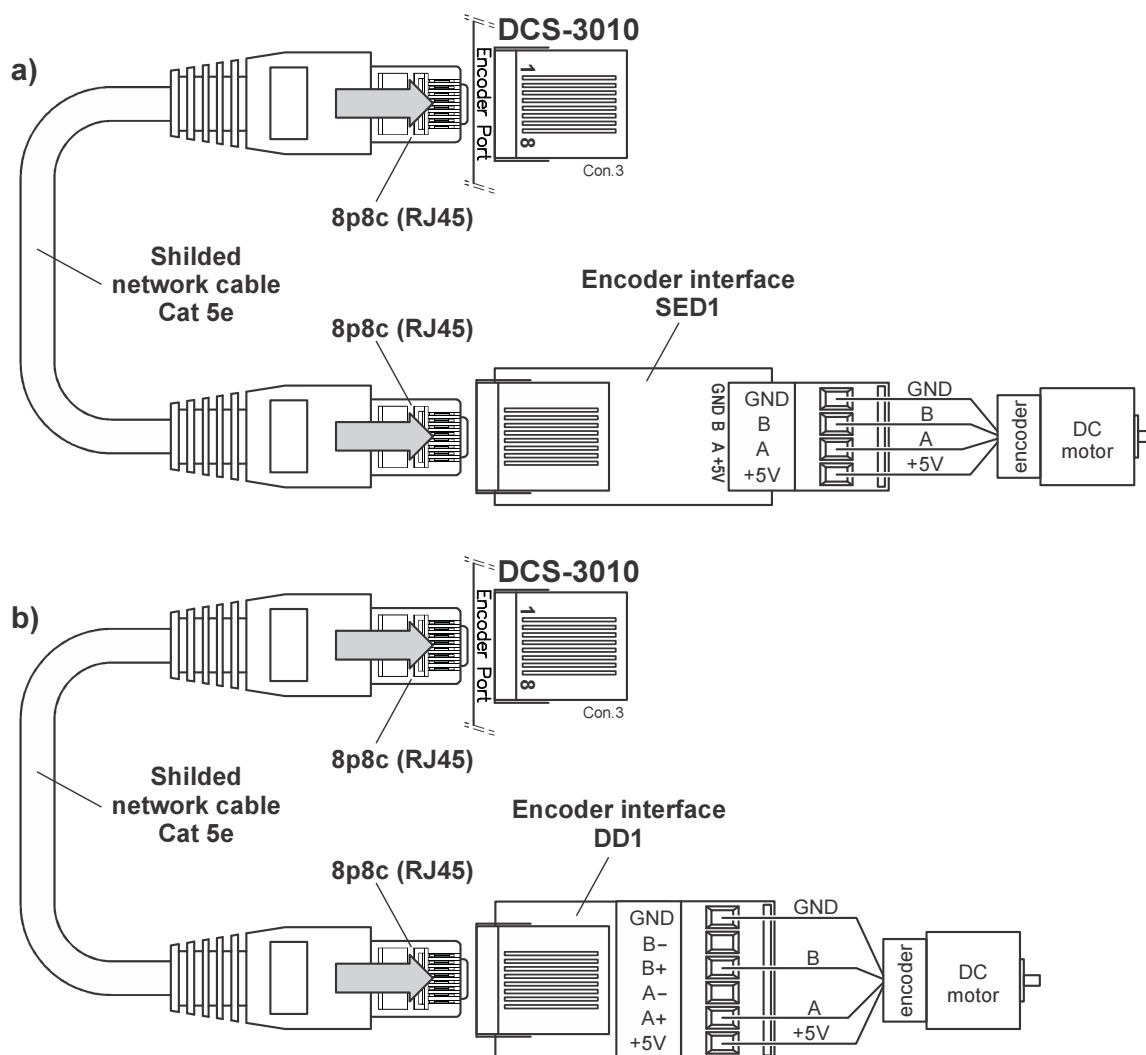 a)
DCS-3010
Encoder Port
1
8
Con.3
8p8c (RJ45)
Shilded
network cable
Cat 5e
Encoder interface
SED1
8p8c (RJ45)
GND B A +5V
GND
B
A
+5V
GND
B
A
+5V
encoder
DC
motor
b)
DCS-3010
Encoder Port
1
8
Con.3
8p8c (RJ45)
Shilded
network cable
Cat 5e
Encoder interface
DD1
8p8c (RJ45)
GND
B–
B+
A–
A+
+5V
GND
B
A
+5V
encoder
DC
motor